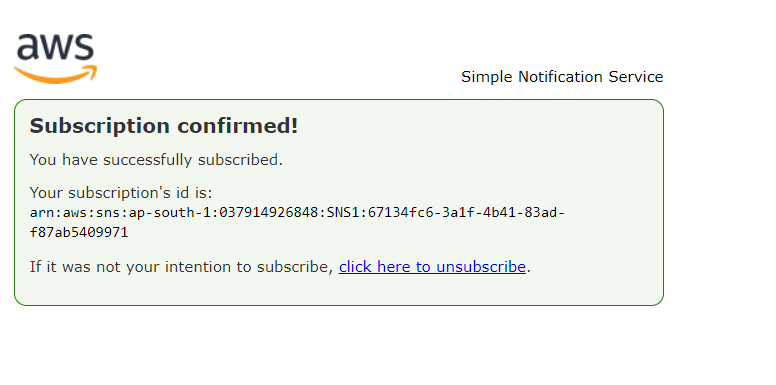 aws
Simple Notification Service
Subscription confirmed!
You have successfully subscribed.
Your subscription's id is:
arn:aws:sns:ap-south-1:037914926848:SNS1:67134fc6-3a1f-4b41-83ad-
f87ab5409971
If it was not your intention to subscribe, click here to unsubscribe.